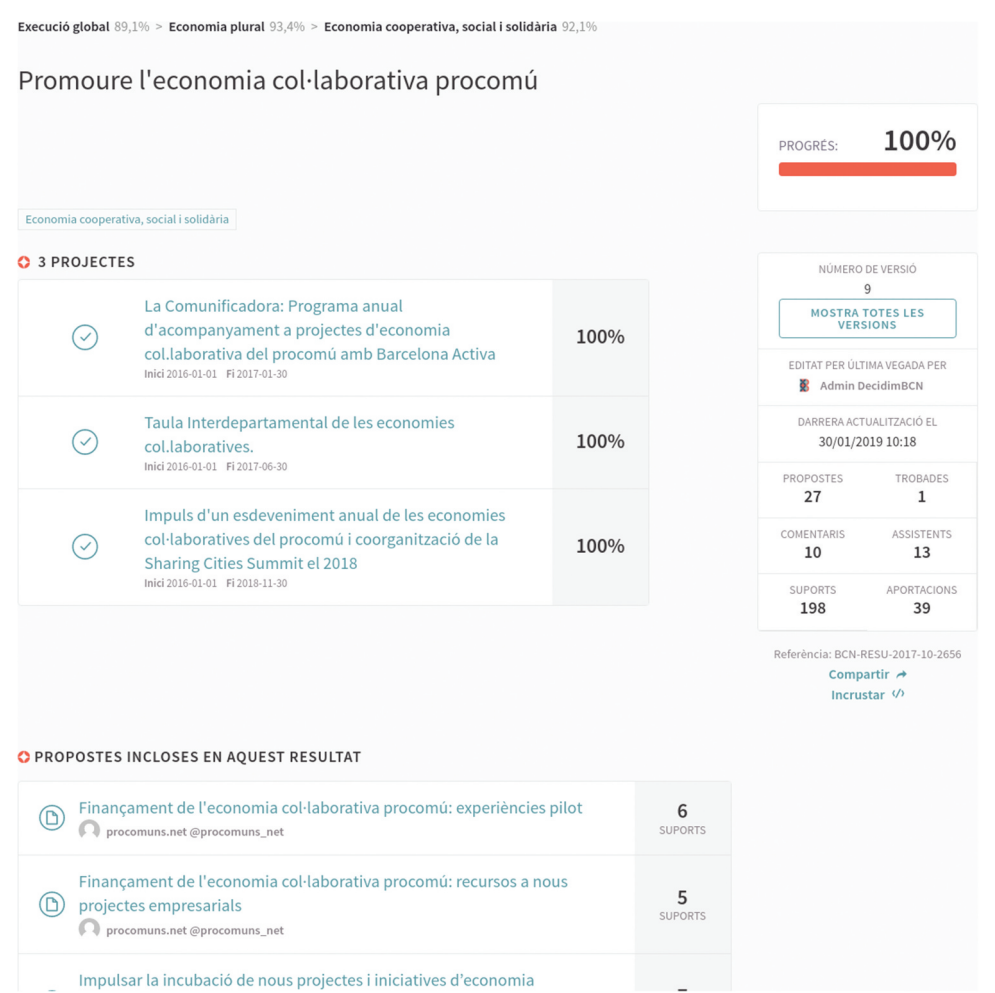 Execució global 89,1% > Economia plural 93,4% > Economia cooperativa, social i solidària 92,1%
Promoure l'economia col·laborativa procomú
PROGRÉS: 100%
Economia cooperativa, social i solidària
3 PROJECTES
La Comunificadora: Programa anual
d'acompanyament a projectes d'economia
col.laborativa del procomú amb Barcelona Activa
Inici 2016-01-01 Fi 2017-01-30
100%
Taula Interdepartamental de les economies
col.laboratives.
Inici 2016-01-01 Fi 2017-06-30
100%
Impuls d'un esdeveniment anual de les economies
col·laboratives del procomú i coorganització de la
Sharing Cities Summit el 2018
Inici 2016-01-01 Fi 2018-11-30
100%
NÚMERO DE VERSIÓ
9
MOSTRA TOTES LES
VERSIONS
EDITAT PER ÚLTIMA VEGADA PER
Admin DecidimBCN
DARRERA ACTUALITZACIÓ EL
30/01/2019 10:18
PROPOSTES TROBADES
27 1
COMENTARIS ASSISTENTS
10 13
SUPORTS APORTACIONS
198 39
Referència: BCN-RESU-2017-10-2656
Compartir
Incrustar
PROPOSTES INCLOSES EN AQUEST RESULTAT
Finançament de l'economia col·laborativa procomú: experiències pilot
procomuns.net @procomuns_net
6
SUPORTS
Finançament de l'economia col·laborativa procomú: recursos a nous
projectes empresarials
procomuns.net @procomuns_net
5
SUPORTS
Impulsar la incubació de nous projectes i iniciatives d’economia